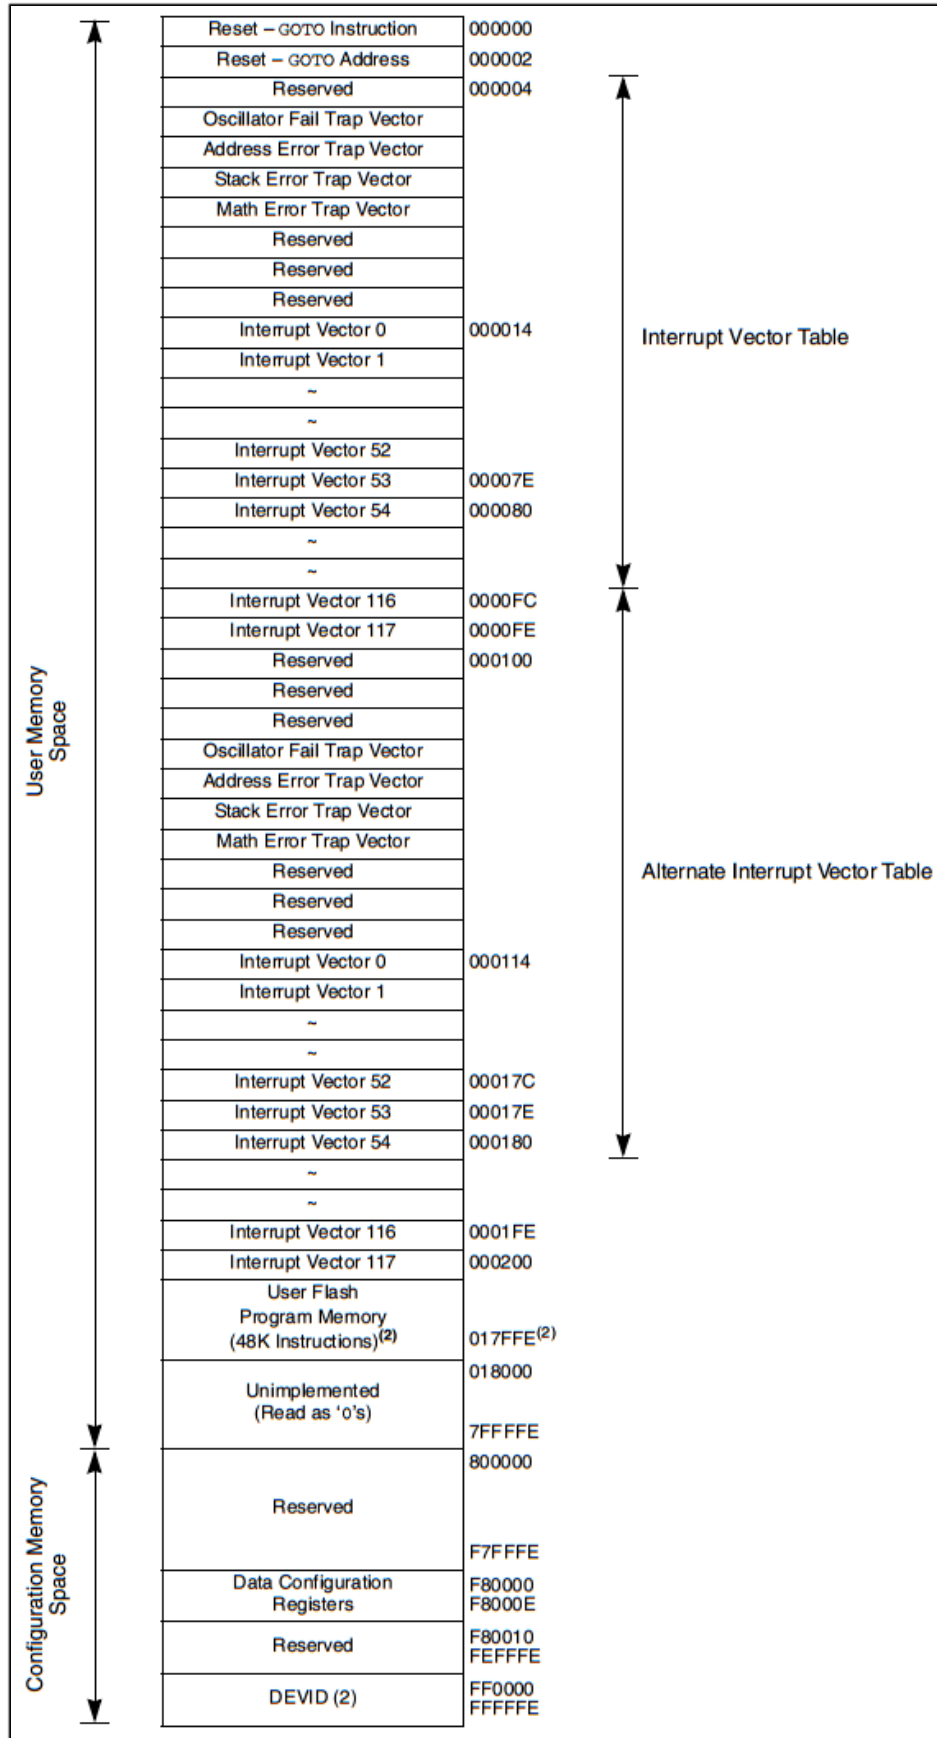 Reset – GOTO Instruction 000000
Reset – GOTO Address 000002
Reserved 000004
Oscillator Fail Trap Vector
Address Error Trap Vector
Stack Error Trap Vector
Math Error Trap Vector
Reserved
Reserved
Reserved
Interrupt Vector 0 000014
Interrupt Vector Table
Interrupt Vector 1
~
~
Interrupt Vector 52
Interrupt Vector 53 00007E
Interrupt Vector 54 000080
~
~
Interrupt Vector 116 0000FC
Interrupt Vector 117 0000FE
Reserved 000100
Reserved
Reserved
User Memory
Space
Oscillator Fail Trap Vector
Address Error Trap Vector
Stack Error Trap Vector
Math Error Trap Vector
Reserved
Alternate Interrupt Vector Table
Reserved
Reserved
Interrupt Vector 0 000114
Interrupt Vector 1
~
~
Interrupt Vector 52 00017C
Interrupt Vector 53 00017E
Interrupt Vector 54 000180
~
~
Interrupt Vector 116 0001FE
Interrupt Vector 117 000200
User Flash
Program Memory
(48K Instructions)(2) 017FFE(2)
018000
Unimplemented
(Read as ‘0’s)
7FFFFE
800000
Reserved
F7FFFE
Configuration Memory
Space
Data Configuration F80000
Registers F8000E
F80010
Reserved
FEFFFE
FF0000
DEVID (2)
FFFFFE